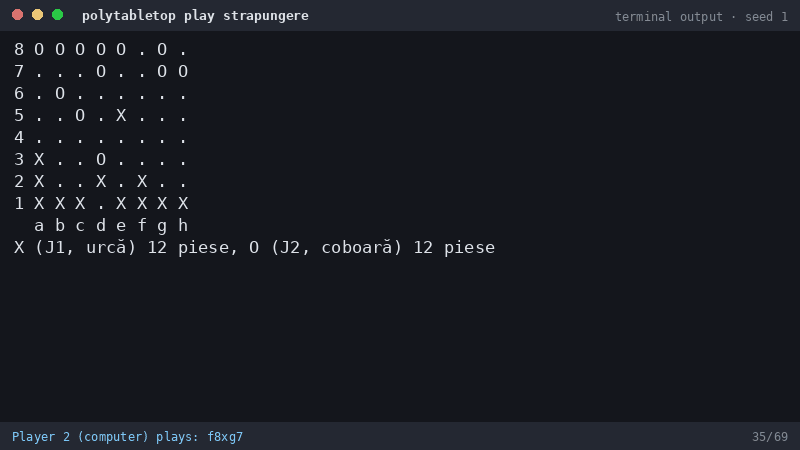 polytabletop play strapungere
terminal output · seed 1
8 O O O O O . O .
7 . . . O . . O O
6 . O . . . . . .
5 . . O . X . . .
4 . . . . . . . .
3 X . . O . . . .
2 X . . X . X . .
1 X X X . X X X X
a b c d e f g h
X (J1, urcă) 12 piese, O (J2, coboară) 12 piese
Player 2 (computer) plays: f8xg7
35/69